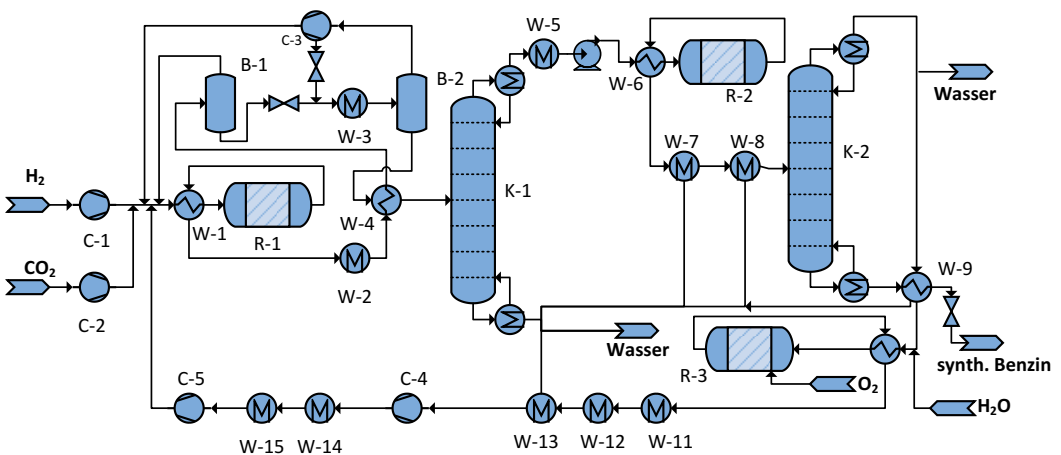 W-5
C-3
B-1
B-2
W-6
R-2
Wasser
W-3
W-7
W-8
K-2
H₂
W-4
K-1
C-1
W-1
R-1
CO₂
W-2
W-9
C-2
Wasser
synth. Benzin
R-3
O₂
C-5
C-4
H₂O
W-15
W-14
W-13
W-12
W-11